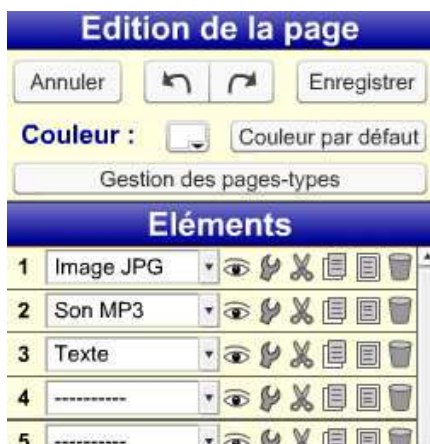 Edition de la page
Annuler Enregistrer
Couleur : Couleur par défaut
Gestion des pages-types
Eléments
1 Image JPG
2 Son MP3
3 Texte
4 ----------
5 ----------